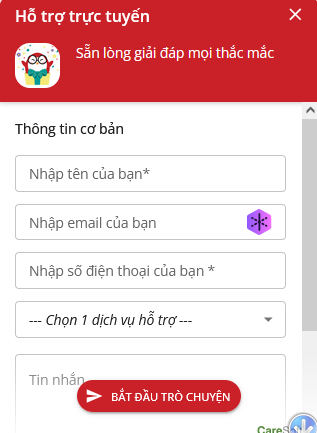 Hỗ trợ trực tuyến
Sẵn lòng giải đáp mọi thắc mắc
Thông tin cơ bản
Nhập tên của bạn*
Nhập email của bạn
Nhập số điện thoại của bạn *
--- Chọn 1 dịch vụ hỗ trợ ---
Tin nhắn
BẮT ĐẦU TRÒ CHUYỆN